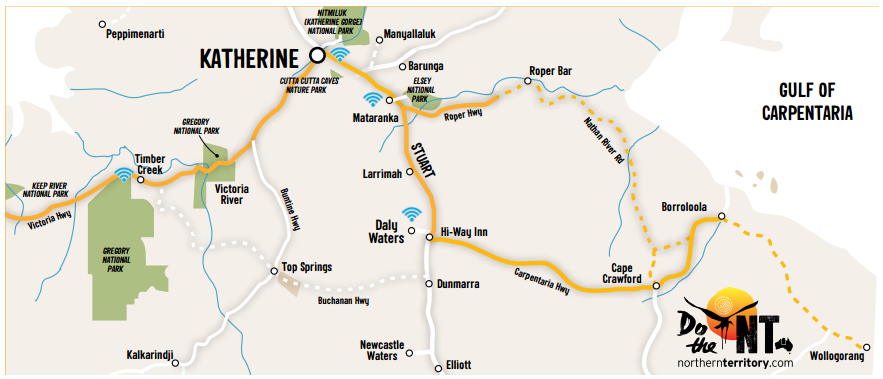 NITMILUK
(KATHERINE GORGE)
NATIONAL PARK
Peppimenarti
Manyallaluk
KATHERINE
Barunga
CUTTA CUTTA CAVES
NATURE PARK
ELSEY
NATIONAL
PARK
Roper Bar
GULF OF
CARPENTARIA
Mataranka
Roper Hwy
GREGORY
NATIONAL PARK
Nathan River Rd
STUART
Timber
Creek
Larrimah
KEEP RIVER
NATIONAL PARK
Victoria
River
Buntine Hwy
Victoria Hwy
Borroloola
Daly
Waters
Hi-Way Inn
GREGORY
NATIONAL
PARK
Top Springs
Carpentaria Hwy
Cape
Crawford
Dunmarra
Buchanan Hwy
Do
the
NT
northernterritory.com
Newcastle
Waters
Kalkarindji
Elliott
Wollogorang